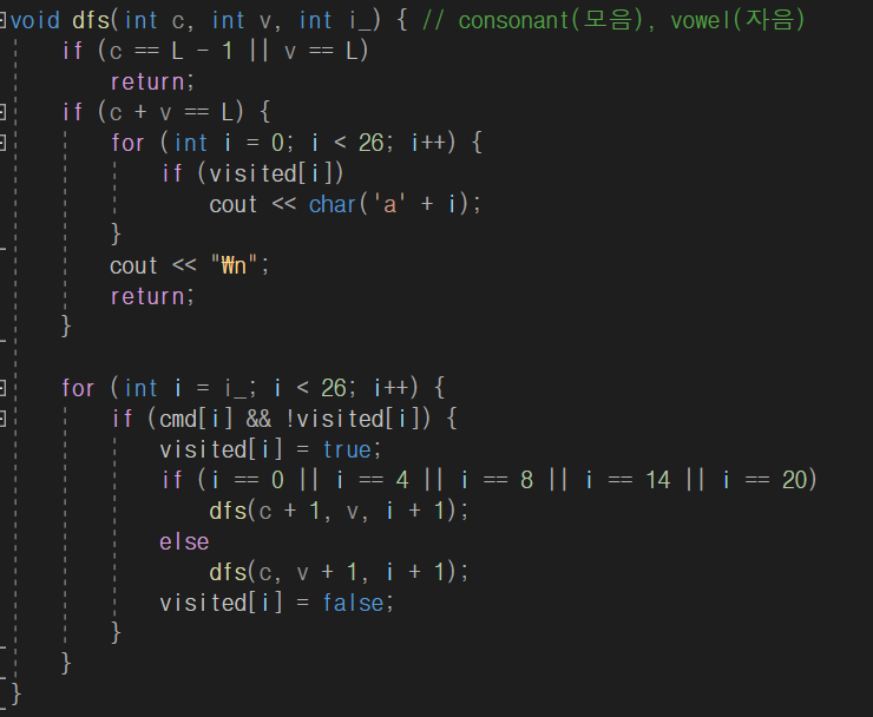 void dfs(int c, int v, int i_) { // consonant(모음), vowel(자음)
    if (c == L - 1 || v == L)
        return;
    if (c + v == L) {
        for (int i = 0; i < 26; i++) {
            if (visited[i])
                cout << char('a' + i);
        }
        cout << "₩n";
        return;
    }

    for (int i = i_; i < 26; i++) {
        if (cmd[i] && !visited[i]) {
            visited[i] = true;
            if (i == 0 || i == 4 || i == 8 || i == 14 || i == 20)
                dfs(c + 1, v, i + 1);
            else
                dfs(c, v + 1, i + 1);
            visited[i] = false;
        }
    }
}